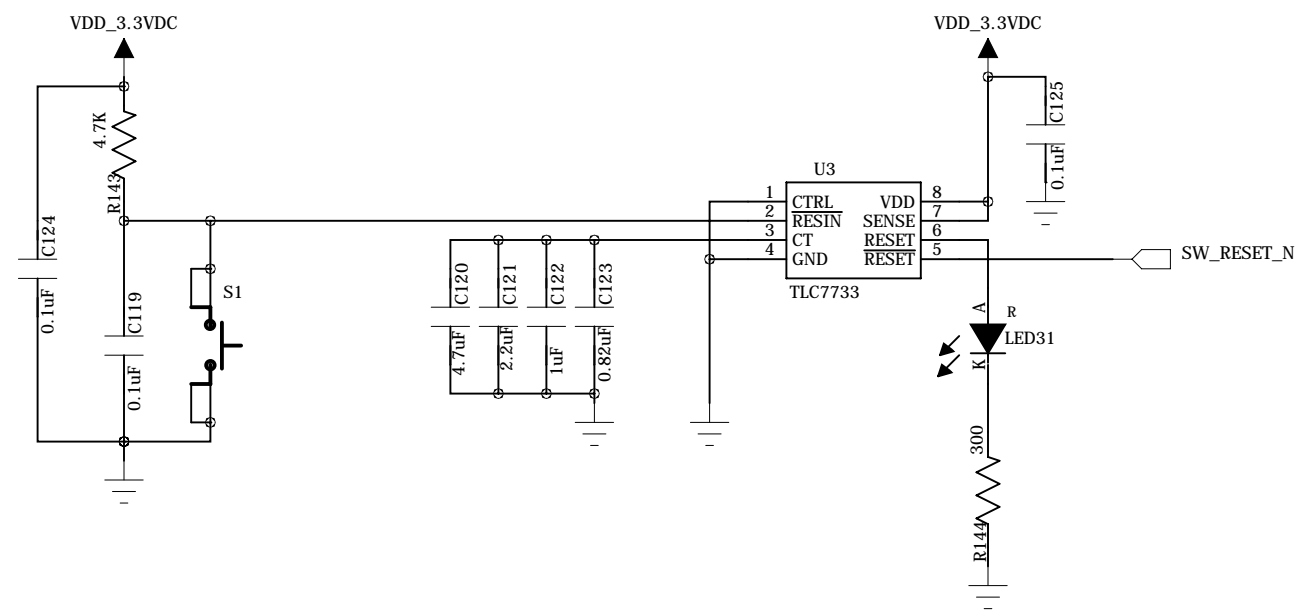 VDD_3.3VDC
VDD_3.3VDC
4.7K
R143
C124
0.1uF
C119
0.1uF
S1
C120
4.7uF
C121
2.2uF
C122
1uF
C123
0.82uF
U3
1 CTRL VDD 8
2 RESIN SENSE 7
3 CT RESET 6
4 GND RESET 5
TLC7733
C125
0.1uF
SW_RESET_N
A
R
LED31
K
300
R144